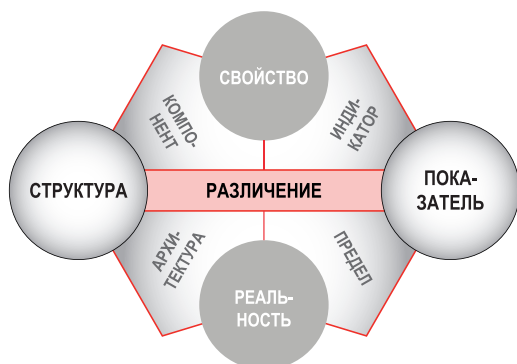 СВОЙСТВО
КОМПО-
НЕНТ
ИНДИ-
КАТОР
СТРУКТУРА
РАЗЛИЧЕНИЕ
ПОКА-
ЗАТЕЛЬ
АРХИ-
ТЕКТУРА
ПРЕДЕЛ
РЕАЛЬ-
НОСТЬ